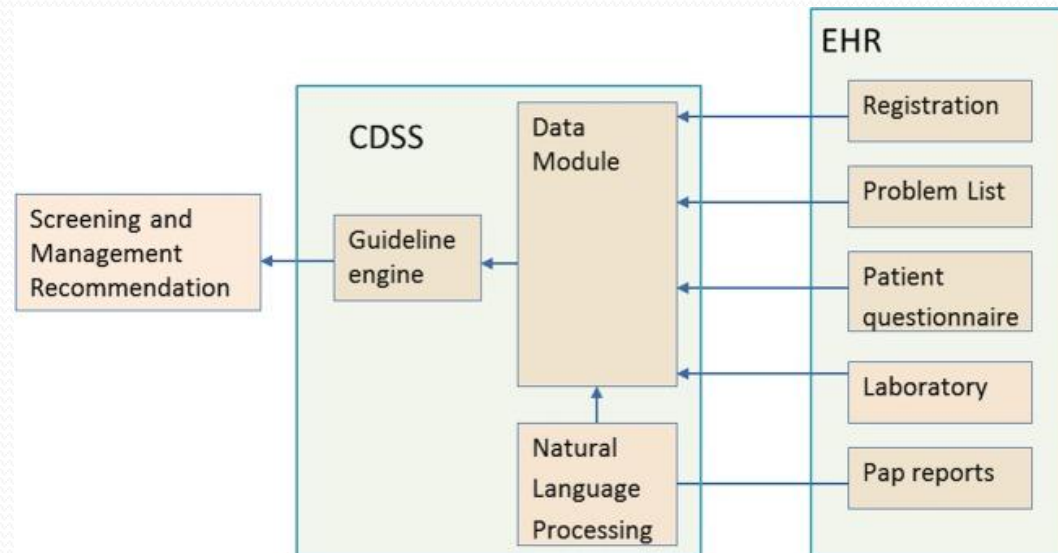 EHR
Registration
Problem List
Patient
questionnaire
Laboratory
Pap reports
CDSS
Data
Module
Guideline
engine
Natural
Language
Processing
Screening and
Management
Recommendation